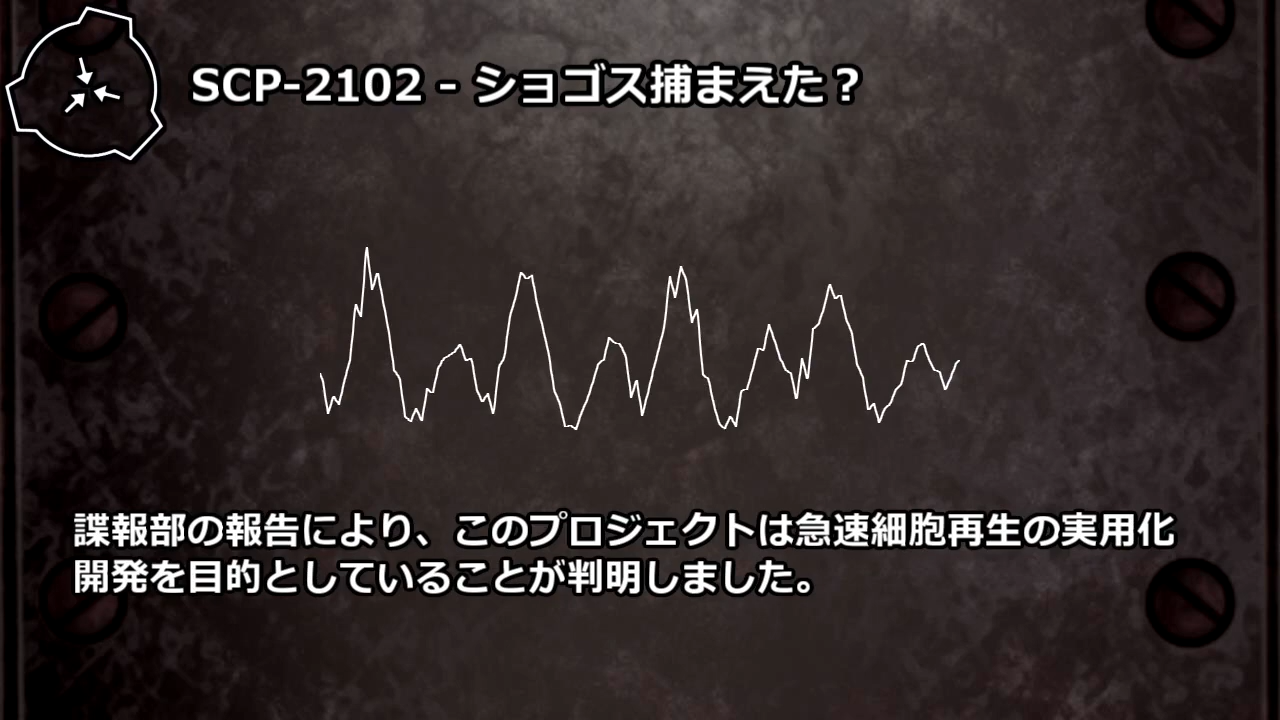 SCP-2102 - ショゴス捕まえた？
諜報部の報告により、このプロジェクトは急速細胞再生の実用化
開発を目的としていることが判明しました。